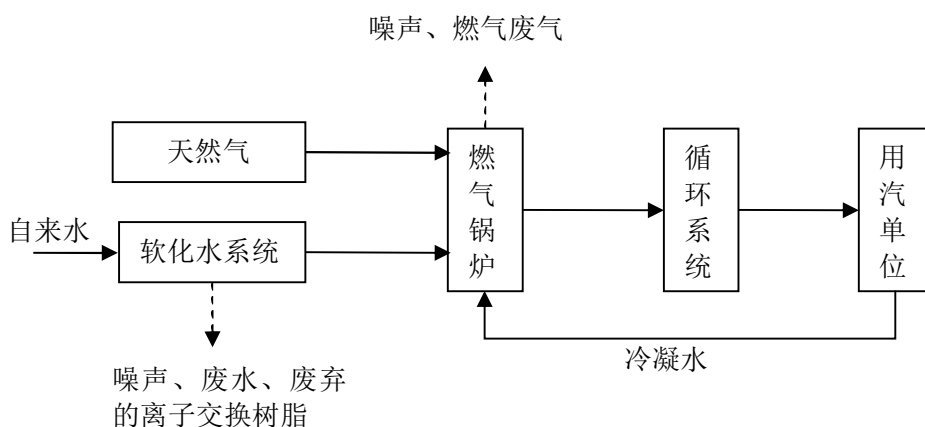 噪声、燃气废气
天然气
燃气锅炉
循环系统
用汽单位
自来水
软化水系统
冷凝水
噪声、废水、废弃
的离子交换树脂